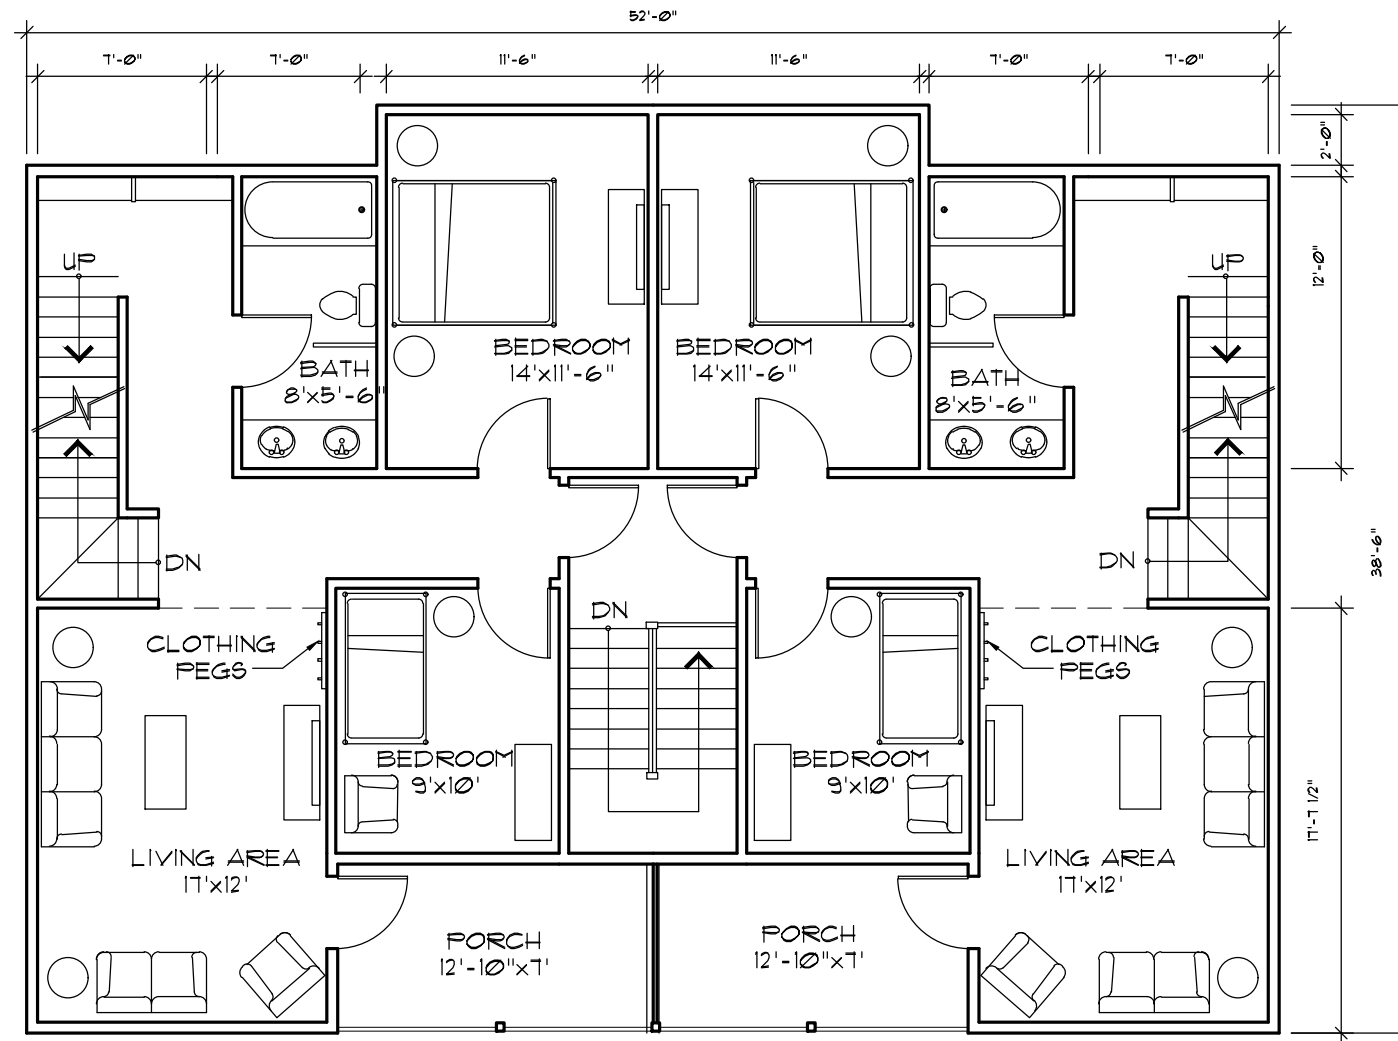 52'-0"
7'-0" 7'-0" 11'-6" 11'-6" 7'-0" 7'-0"
2'-0"
UP UP
12'-0"
BEDROOM BEDROOM
14'x11'-6" 14'x11'-6"
BATH BATH
8'x5'-6" 8'x5'-6"
DN DN
38'-6"
DN
CLOTHING CLOTHING
PEGS PEGS
BEDROOM BEDROOM
9'x10' 9'x10'
17'-7 1/2"
LIVING AREA LIVING AREA
17'x12' 17'x12'
PORCH PORCH
12'-10"x7' 12'-10"x7'